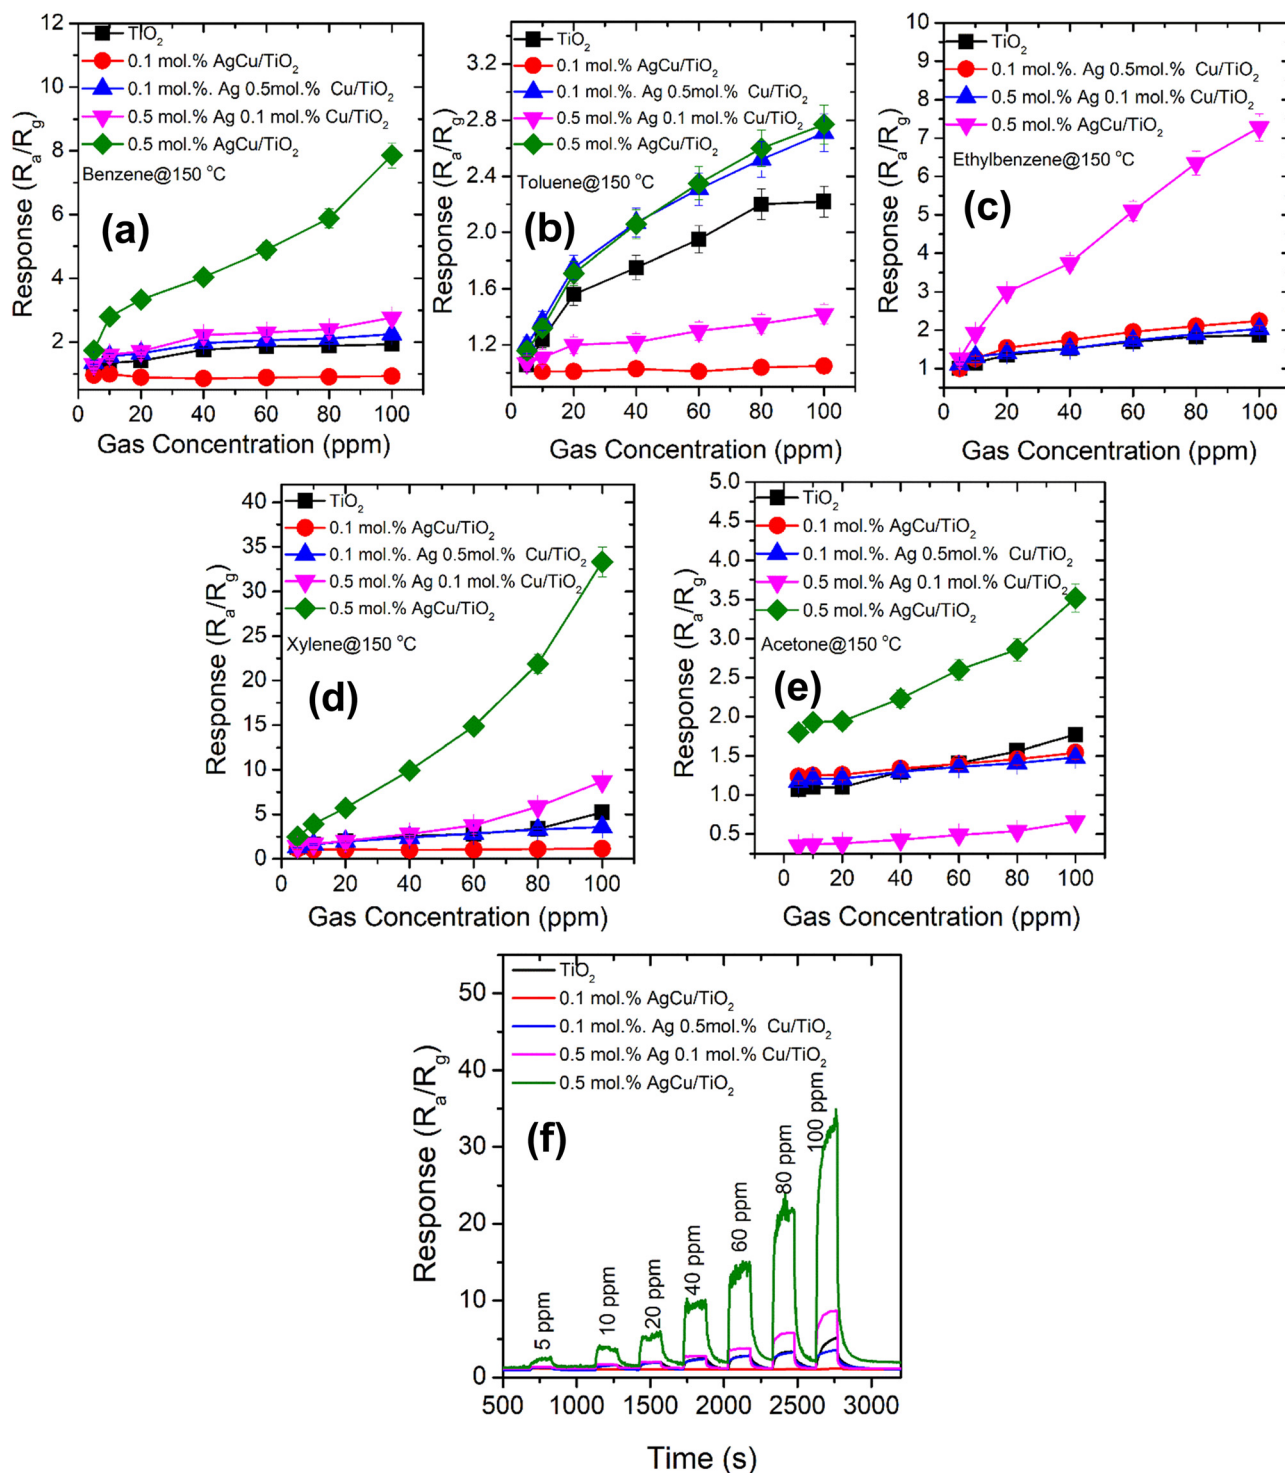 12
10
8
6
4
2
Response (Ra/Rg)
TiO2
0.1 mol.% AgCu/TiO2
0.1 mol.%. Ag 0.5mol.% Cu/TiO2
0.5 mol.% Ag 0.1 mol.% Cu/TiO2
0.5 mol.% AgCu/TiO2
Benzene@150 °C
(a)
0 20 40 60 80 100
Gas Concentration (ppm)
3.2
2.8
2.4
2.0
1.6
1.2
Response (Ra/Rg)
TiO2
0.1 mol.% AgCu/TiO2
0.1 mol.%. Ag 0.5mol.% Cu/TiO2
0.5 mol.% Ag 0.1 mol.% Cu/TiO2
0.5 mol.% AgCu/TiO2
Toluene@150 °C
(b)
0 20 40 60 80 100
Gas Concentration (ppm)
10
9
8
7
6
5
4
3
2
1
Response (Ra/Rg)
TiO2
0.1 mol.%. Ag 0.5mol.% Cu/TiO2
0.5 mol.% Ag 0.1 mol.% Cu/TiO2
0.5 mol.% AgCu/TiO2
Ethylbenzene@150 °C
(c)
0 20 40 60 80 100
Gas Concentration (ppm)
40
35
30
25
20
15
10
5
0
Response (Ra/Rg)
TiO2
0.1 mol.% AgCu/TiO2
0.1 mol.%. Ag 0.5mol.% Cu/TiO2
0.5 mol.% Ag 0.1 mol.% Cu/TiO2
0.5 mol.% AgCu/TiO2
Xylene@150 °C
(d)
0 20 40 60 80 100
Gas Concentration (ppm)
5.0
4.5
4.0
3.5
3.0
2.5
2.0
1.5
1.0
0.5
Response (Ra/Rg)
TiO2
0.1 mol.% AgCu/TiO2
0.1 mol.%. Ag 0.5mol.% Cu/TiO2
0.5 mol.% Ag 0.1 mol.% Cu/TiO2
0.5 mol.% AgCu/TiO2
Acetone@150 °C
(e)
0 20 40 60 80 100
Gas Concentration (ppm)
50
40
30
20
10
0
Response (Ra/Rg)
TiO2
0.1 mol.% AgCu/TiO2
0.1 mol.%. Ag 0.5mol.% Cu/TiO2
0.5 mol.% Ag 0.1 mol.% Cu/TiO2
0.5 mol.% AgCu/TiO2
(f)
5 ppm
10 ppm
20 ppm
40 ppm
60 ppm
80 ppm
100 ppm
500 1000 1500 2000 2500 3000
Time (s)